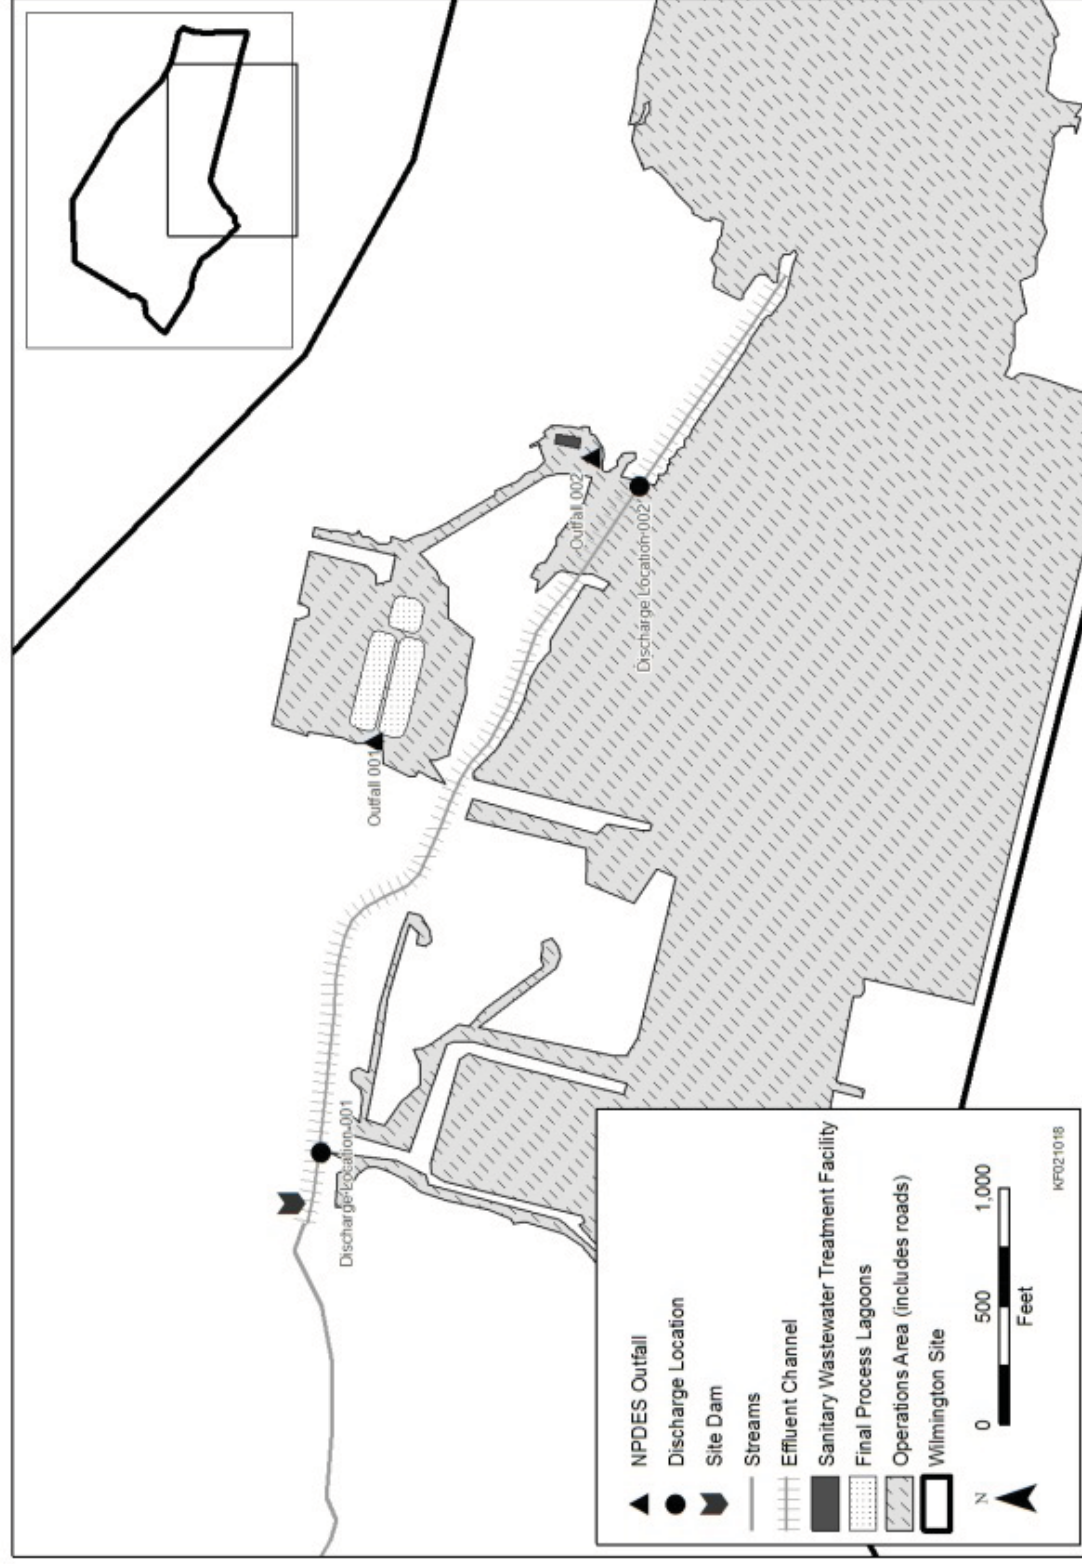 Outfall 001
Outfall 002
Discharge Location 002
Discharge Location 001
NPDES Outfall
Discharge Location
Site Dam
Streams
Effluent Channel
Sanitary Wastewater Treatment Facility
Final Process Lagoons
Operations Area (includes roads)
Wilmington Site
N
0 500 1,000
Feet
KF021018